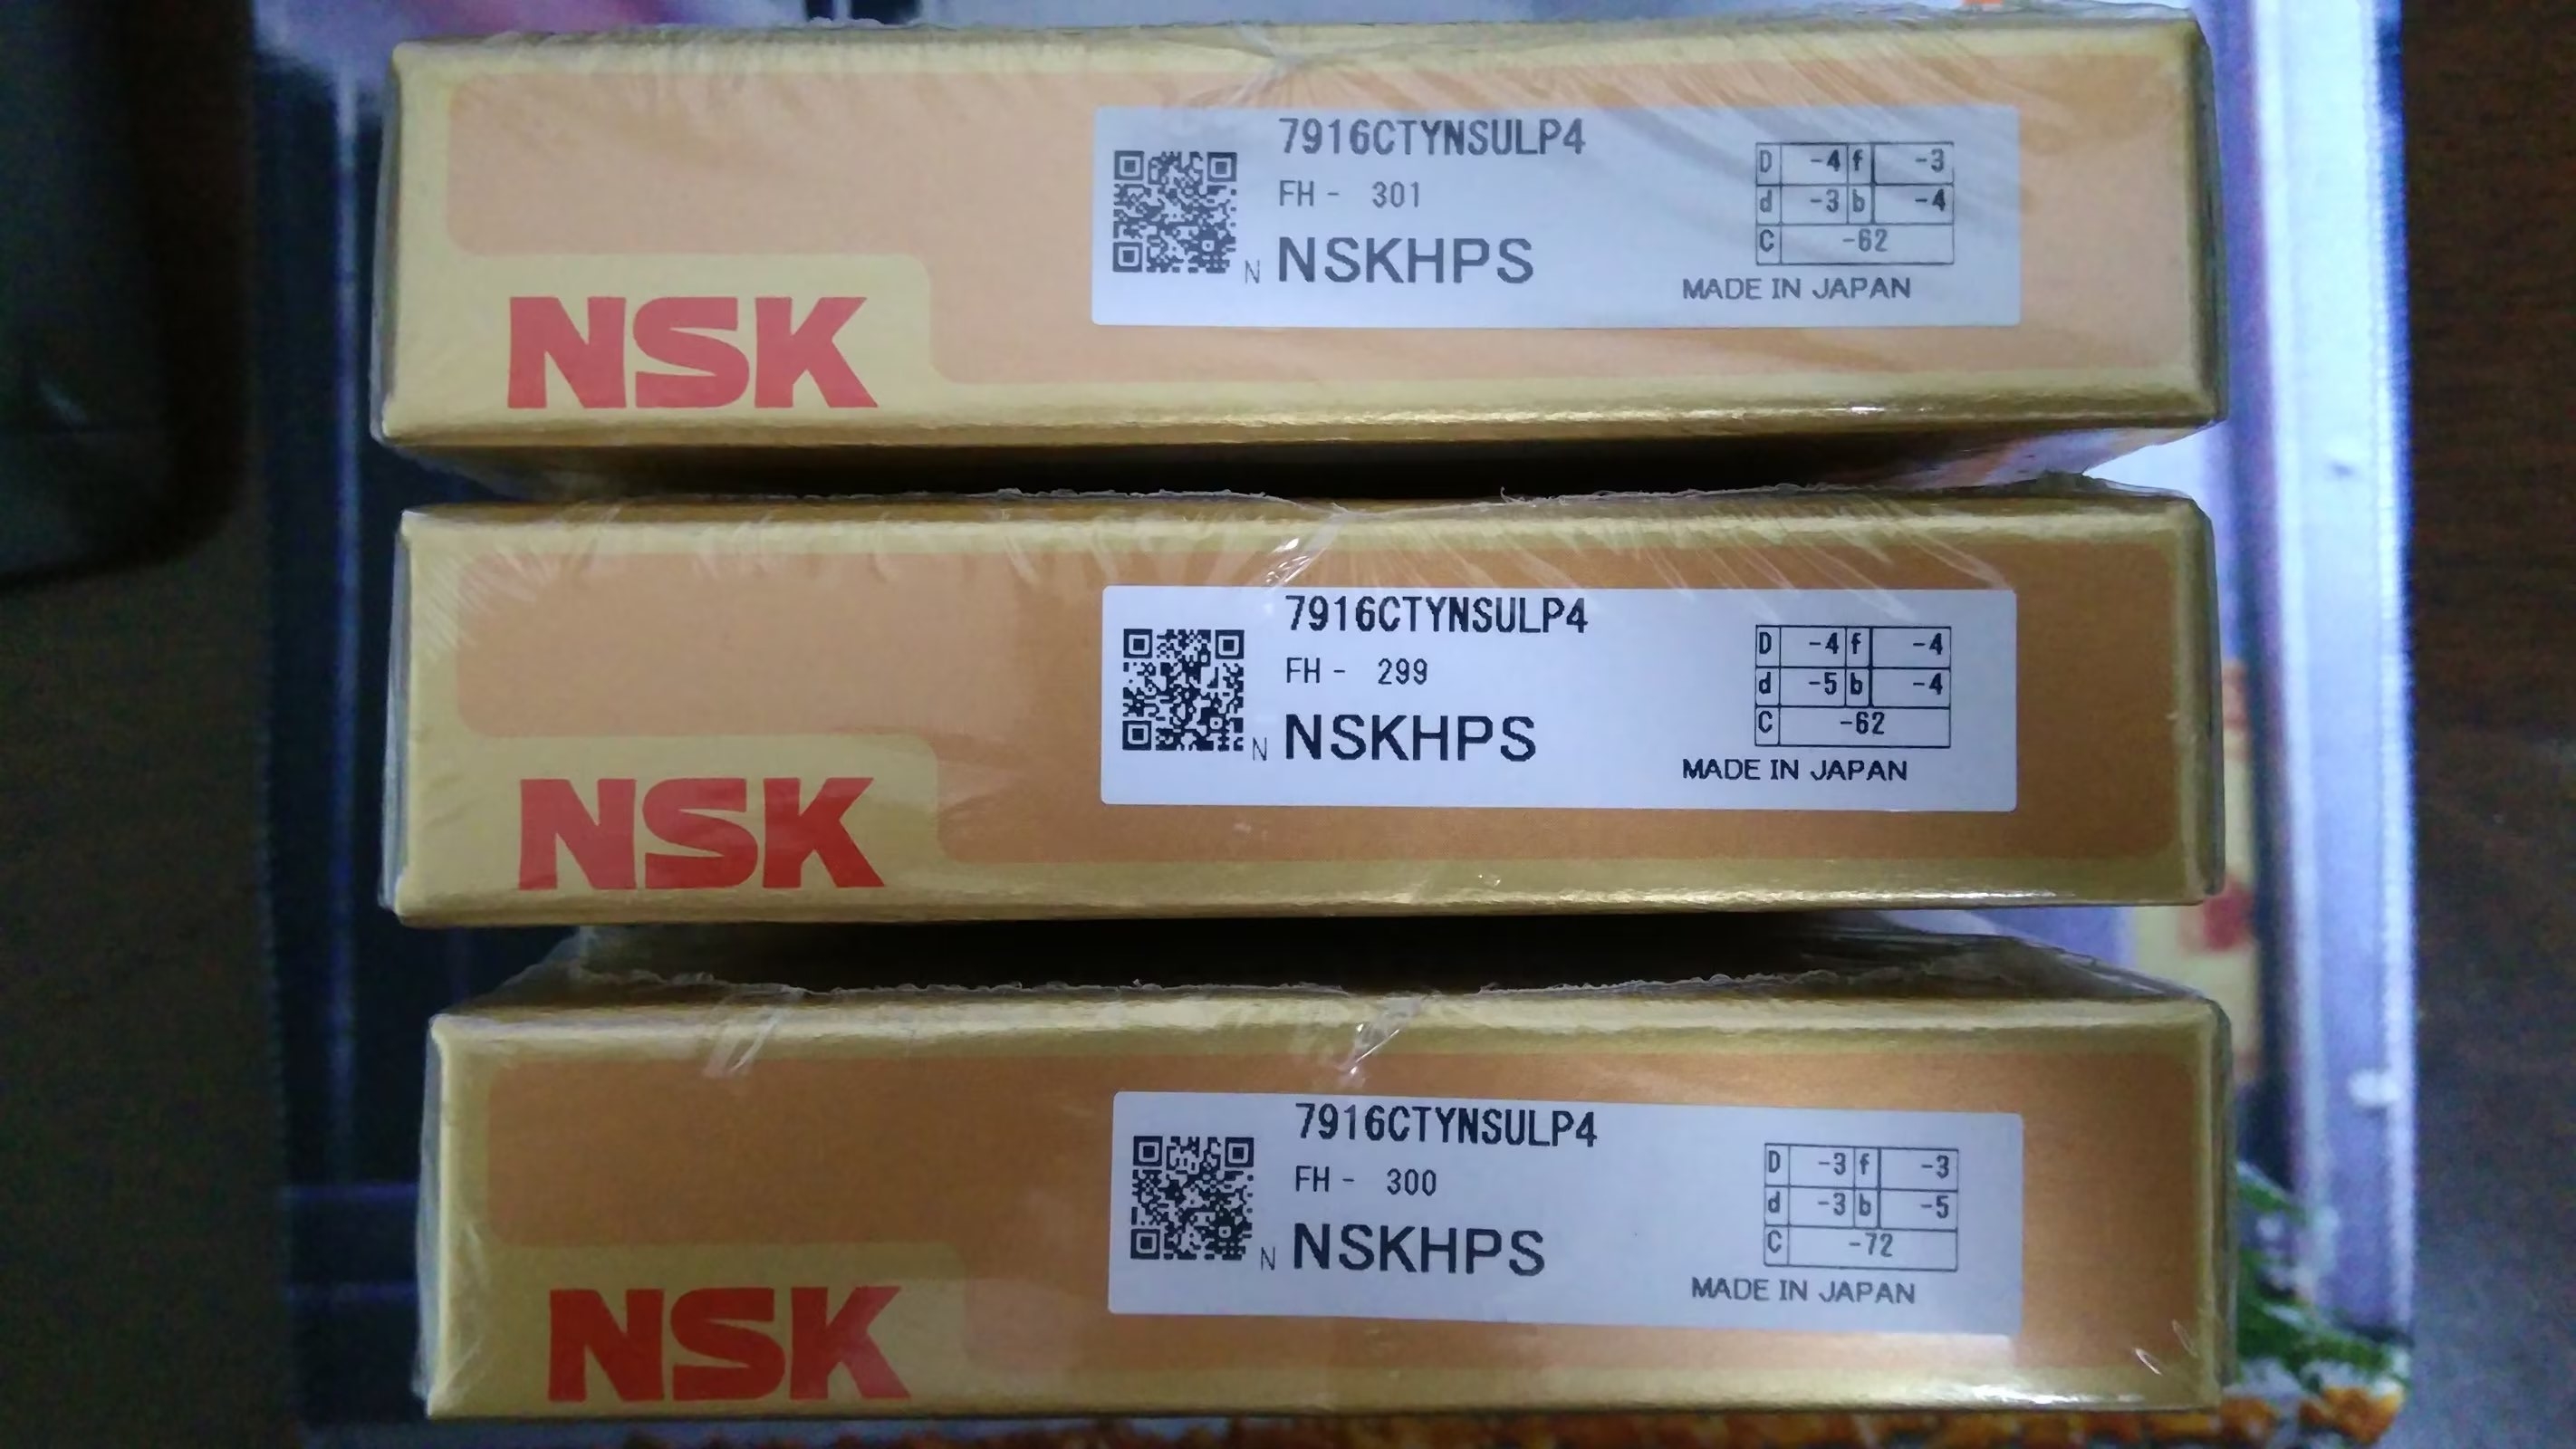 7916CTYNSULP4
FH - 301
N NSKHPS
D -4 f -3
d -3 b -4
C -62
MADE IN JAPAN
NSK
7916CTYNSULP4
FH - 299
N NSKHPS
D -4 f -4
d -5 b -4
C -62
MADE IN JAPAN
NSK
7916CTYNSULP4
FH - 300
N NSKHPS
D -3 f -3
d -3 b -5
C -72
MADE IN JAPAN
NSK